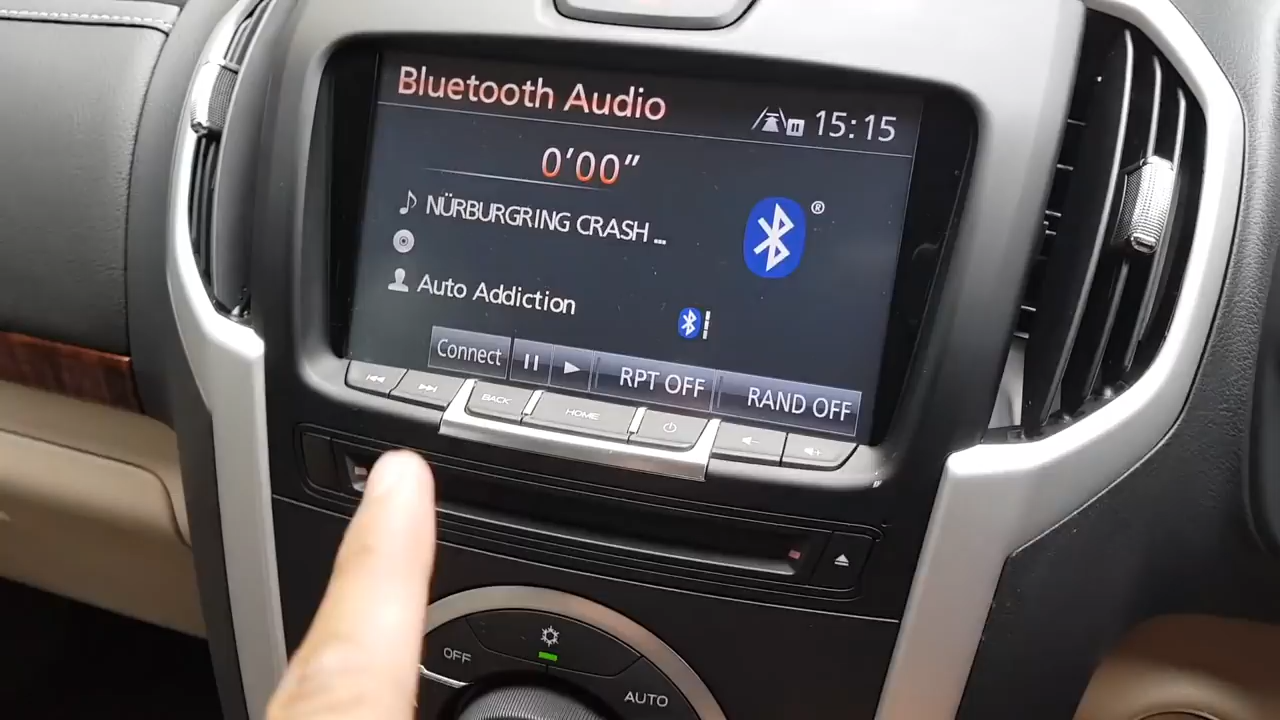 Bluetooth Audio
15:15
0'00"
NÜRBURGRING CRASH ...
®
Auto Addiction
Connect
RPT OFF
RAND OFF
BACK
HOME
OFF
AUTO